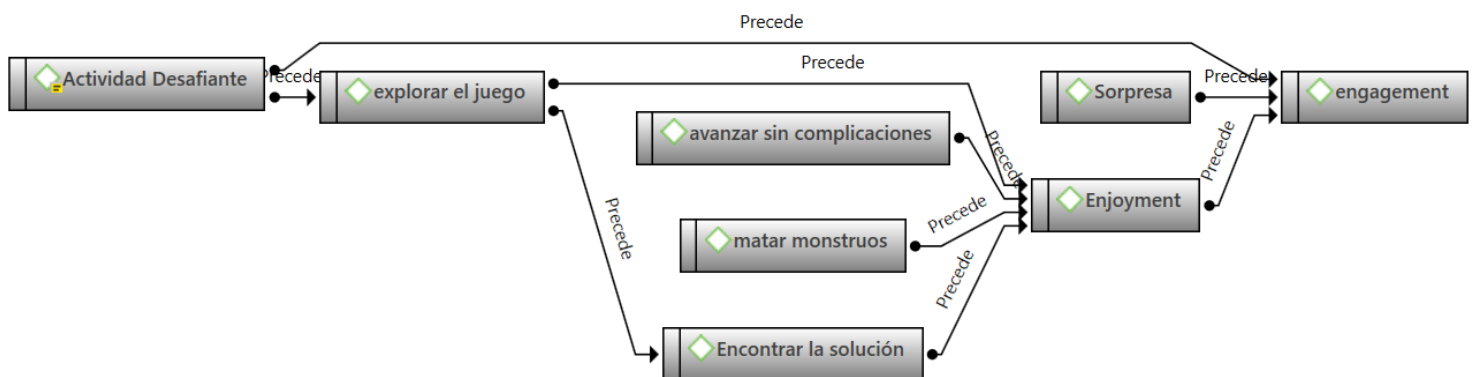 Precede
Actividad Desafiante
Precede
explorar el juego
Precede
Sorpresa
Precede
engagement
avanzar sin complicaciones
Precede
Precede
Enjoyment
Precede
matar monstruos
Precede
Precede
Encontrar la solución